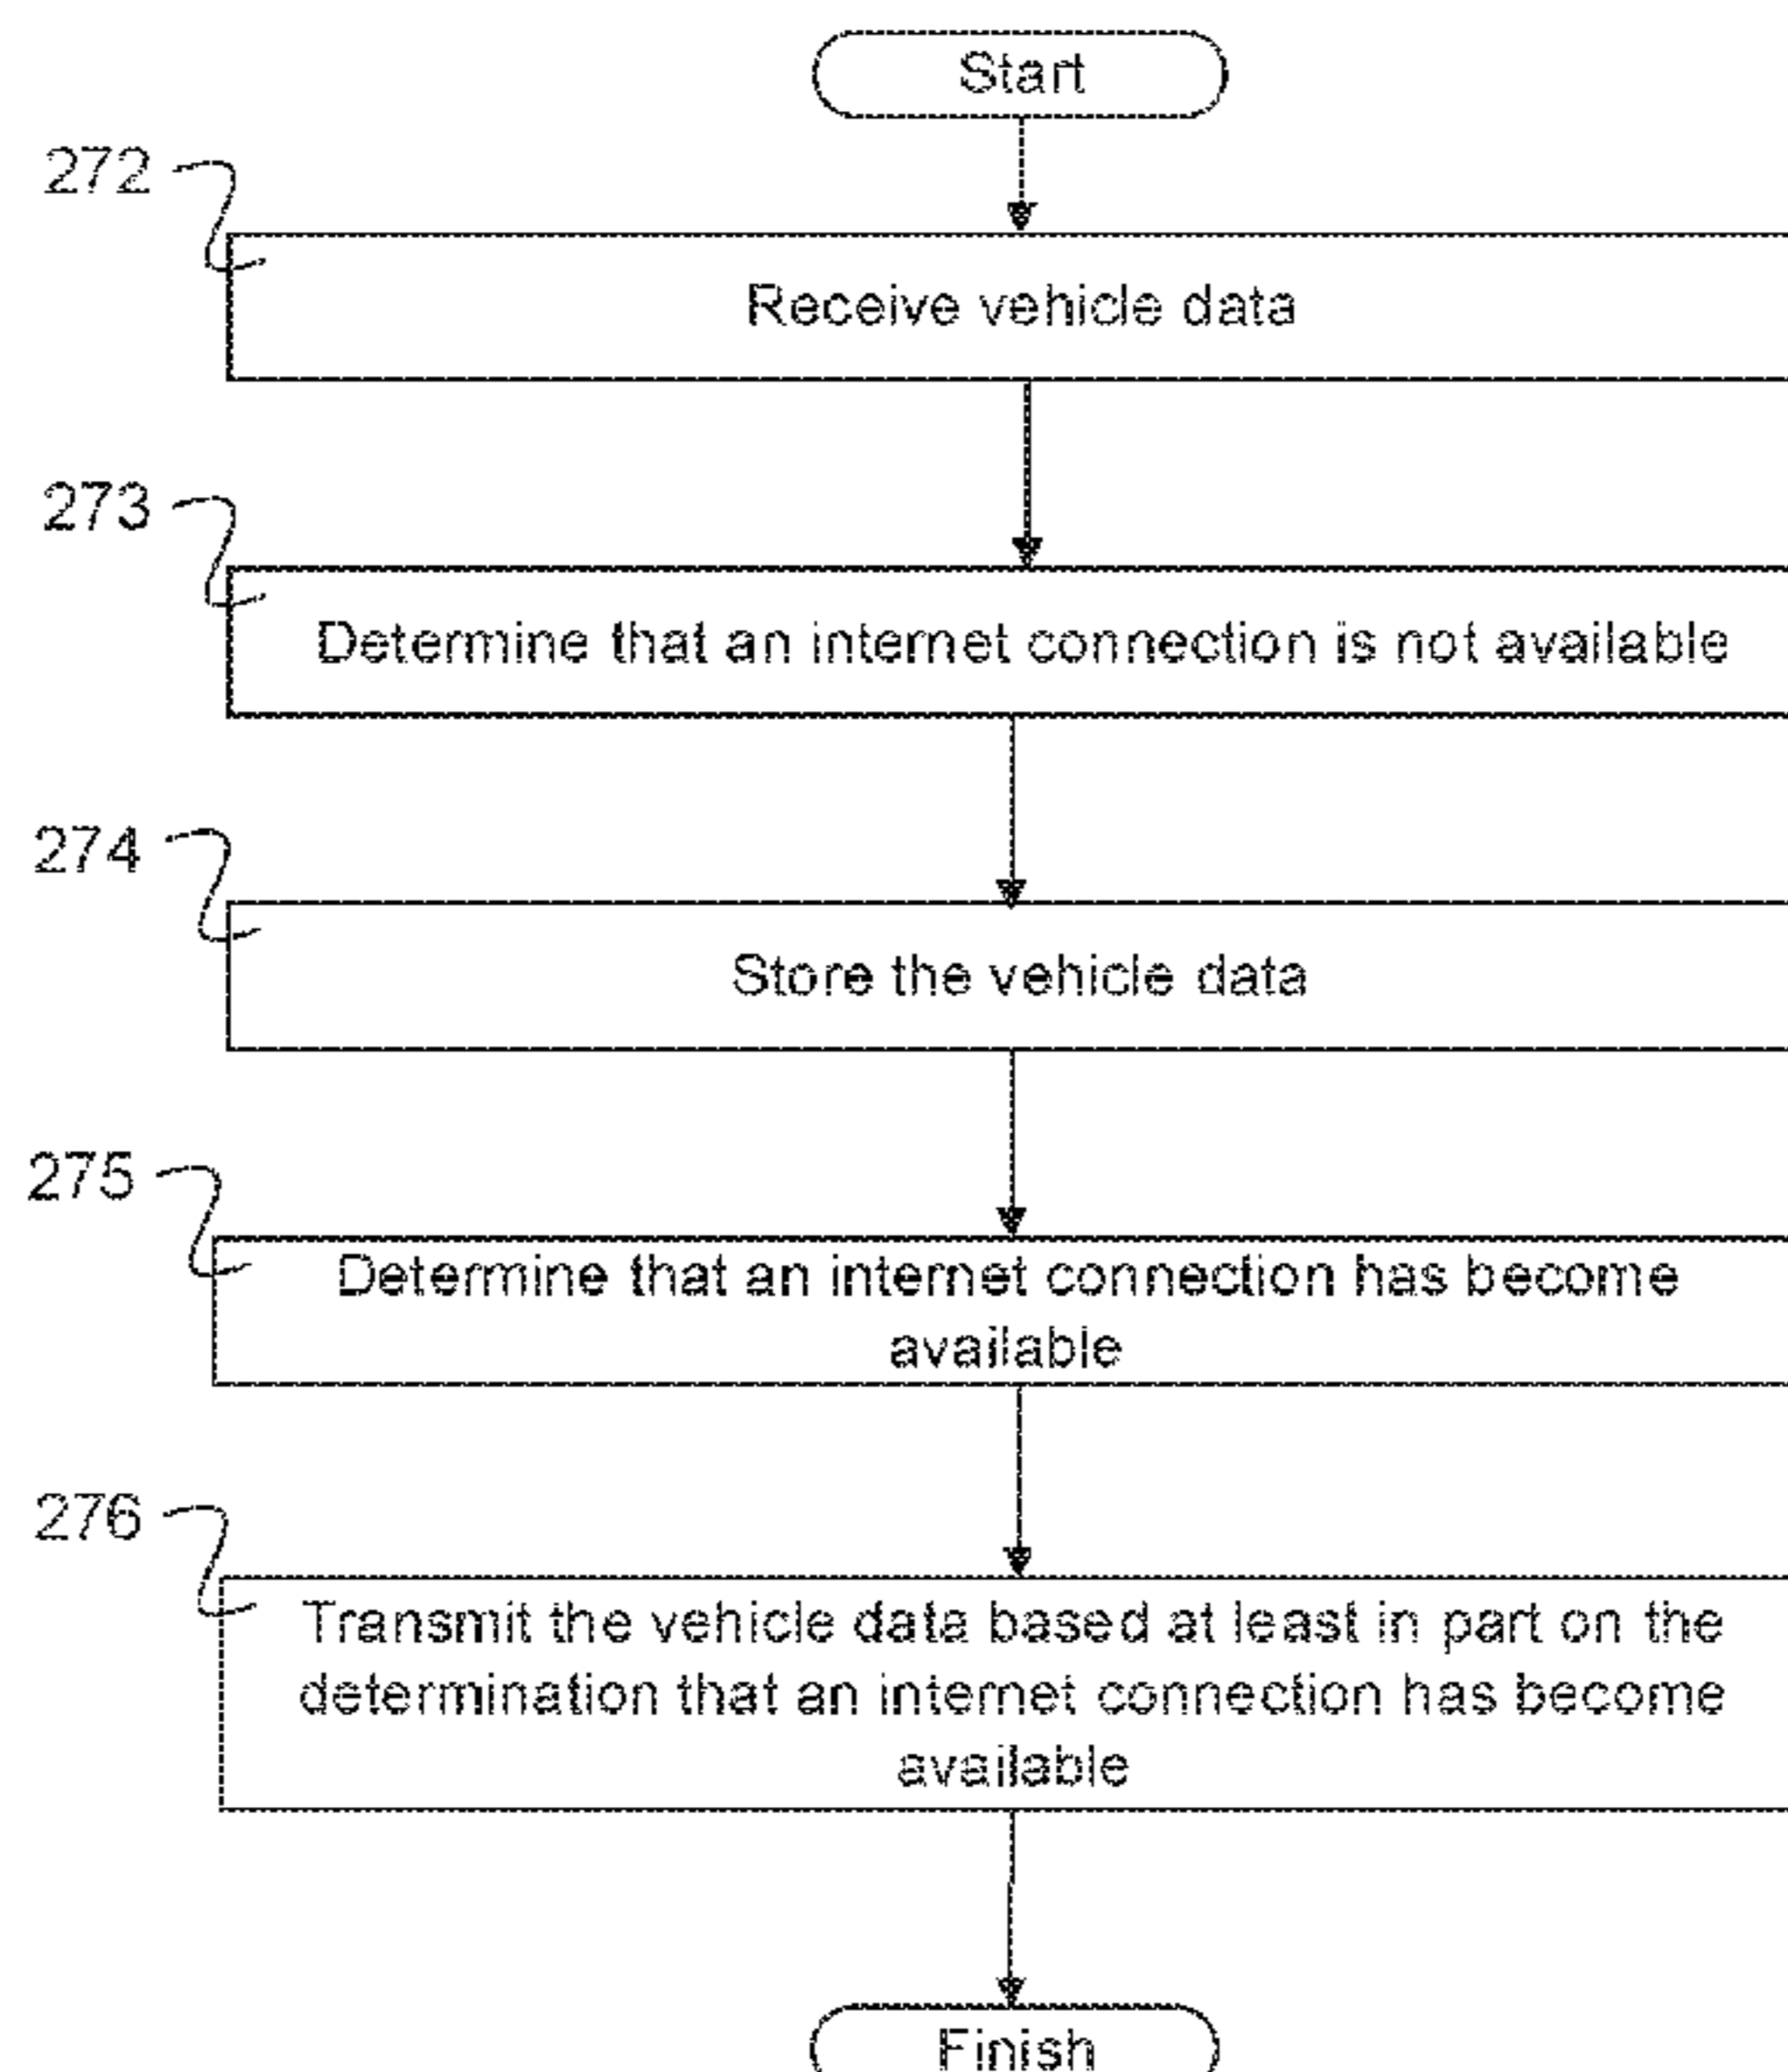 Start
272
Receive vehicle data
273
Determine that an internet connection is not available
274
Store the vehicle data
275
Determine that an internet connection has become
available
276
Transmit the vehicle data based at least in part on the
determination that an internet connection has become
available
Finish